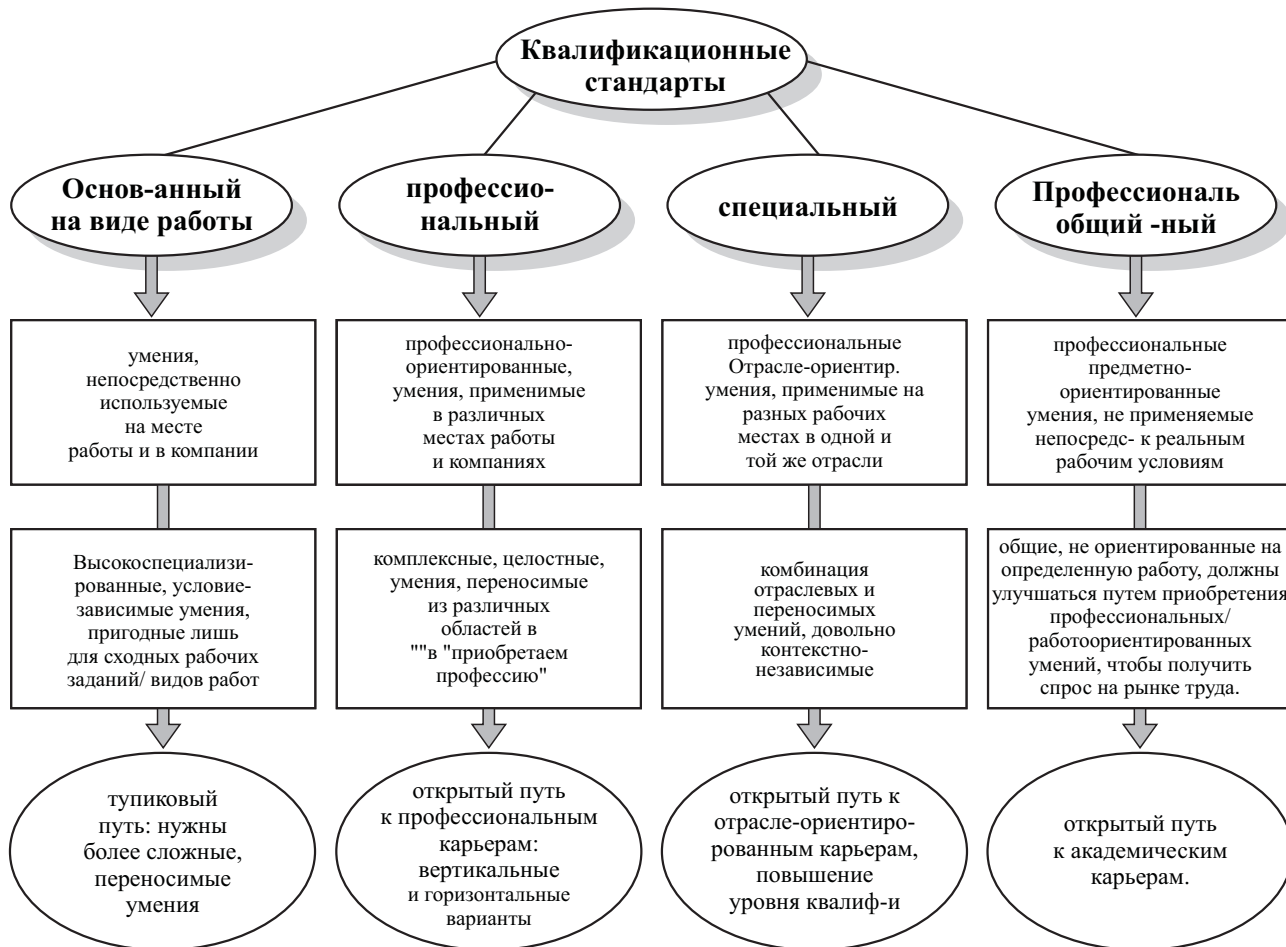 Квалификационные
стандарты
Основ-анный
на виде работы
профессио-
нальный
специальный
Профессиональ
общий -ный
умения,
непосредственно
используемые
на месте
работы и в компании
профессионально-
ориентированные,
умения, применимые
в различных
местах работы
и компаниях
профессиональные
Отрасле-ориентир.
умения, применимые на
разных рабочих
местах в одной и
той же отрасли
профессиональные
предметно-
ориентированные
умения, не применяемые
непосредс- к реальным
рабочим условиям
Высокоспециализи-
рованные, условие-
зависимые умения,
пригодные лишь
для сходных рабочих
заданий/ видов работ
комплексные, целостные,
умения, переносимые
из различных
областей в
""в "приобретаем
профессию"
комбинация
отраслевых и
переносимых
умений, довольно
контекстно-
независимые
общие, не ориентированные на
определенную работу, должны
улучшаться путем приобретения
профессиональных/
работоориентированных
умений, чтобы получить
спрос на рынке труда.
тупиковый
путь: нужны
более сложные,
переносимые
умения
открытый путь
к профессиональным
карьерам:
вертикальные
и горизонтальные
варианты
открытый путь к
отрасле-ориентиро-
рованным карьерам,
повышение
уровня квалиф-и
открытый путь
к академическим
карьерам.